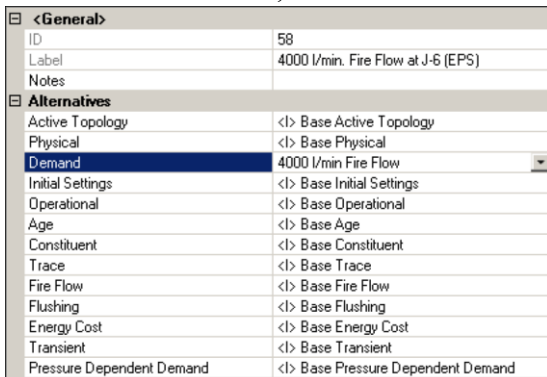 <General>
ID 58
Label 4000 l/min. Fire Flow at J-6 (EPS)
Notes
Alternatives
Active Topology <I> Base Active Topology
Physical <I> Base Physical
Demand 4000 l/min Fire Flow
Initial Settings <I> Base Initial Settings
Operational <I> Base Operational
Age <I> Base Age
Constituent <I> Base Constituent
Trace <I> Base Trace
Fire Flow <I> Base Fire Flow
Flushing <I> Base Flushing
Energy Cost <I> Base Energy Cost
Transient <I> Base Transient
Pressure Dependent Demand <I> Base Pressure Dependent Demand